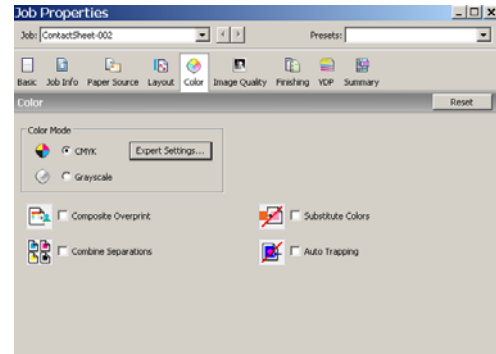 Job Properties
Job: ContactSheet-002 Presets:
Basic Job Info Paper Source Layout Color Image Quality Finishing VDP Summary
Color Reset
Color Mode
CMYK Expert Settings...
Grayscale
Composite Overprint Substitute Colors
Combine Separations Auto Trapping